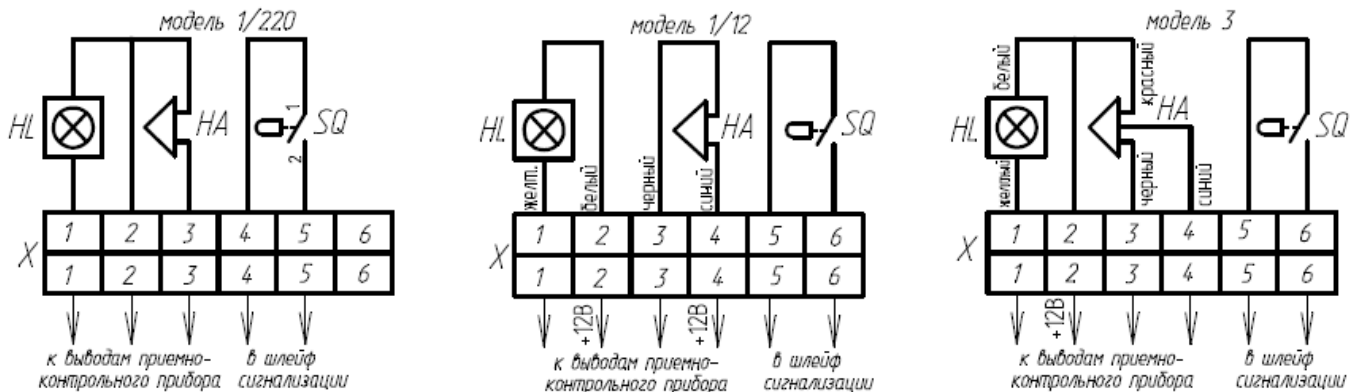 модель 1/220
HL
HA
1
2
SQ
X
1 2 3 4 5 6
1 2 3 4 5 6
к выводам приемно-
контрольного прибора
в шлейф
сигнализации
модель 1/12
HL
HA
SQ
желт.
белый
черный
синий
X
1 2 3 4 5 6
1 2 3 4 5 6
+12В
+12В
к выводам приемно-
контрольного прибора
в шлейф
сигнализации
модель 3
белый
красный
HL
HA
SQ
желтый
черный
синий
X
1 2 3 4 5 6
1 2 3 4 5 6
+12В
к выводам приемно-
контрольного прибора
в шлейф
сигнализации